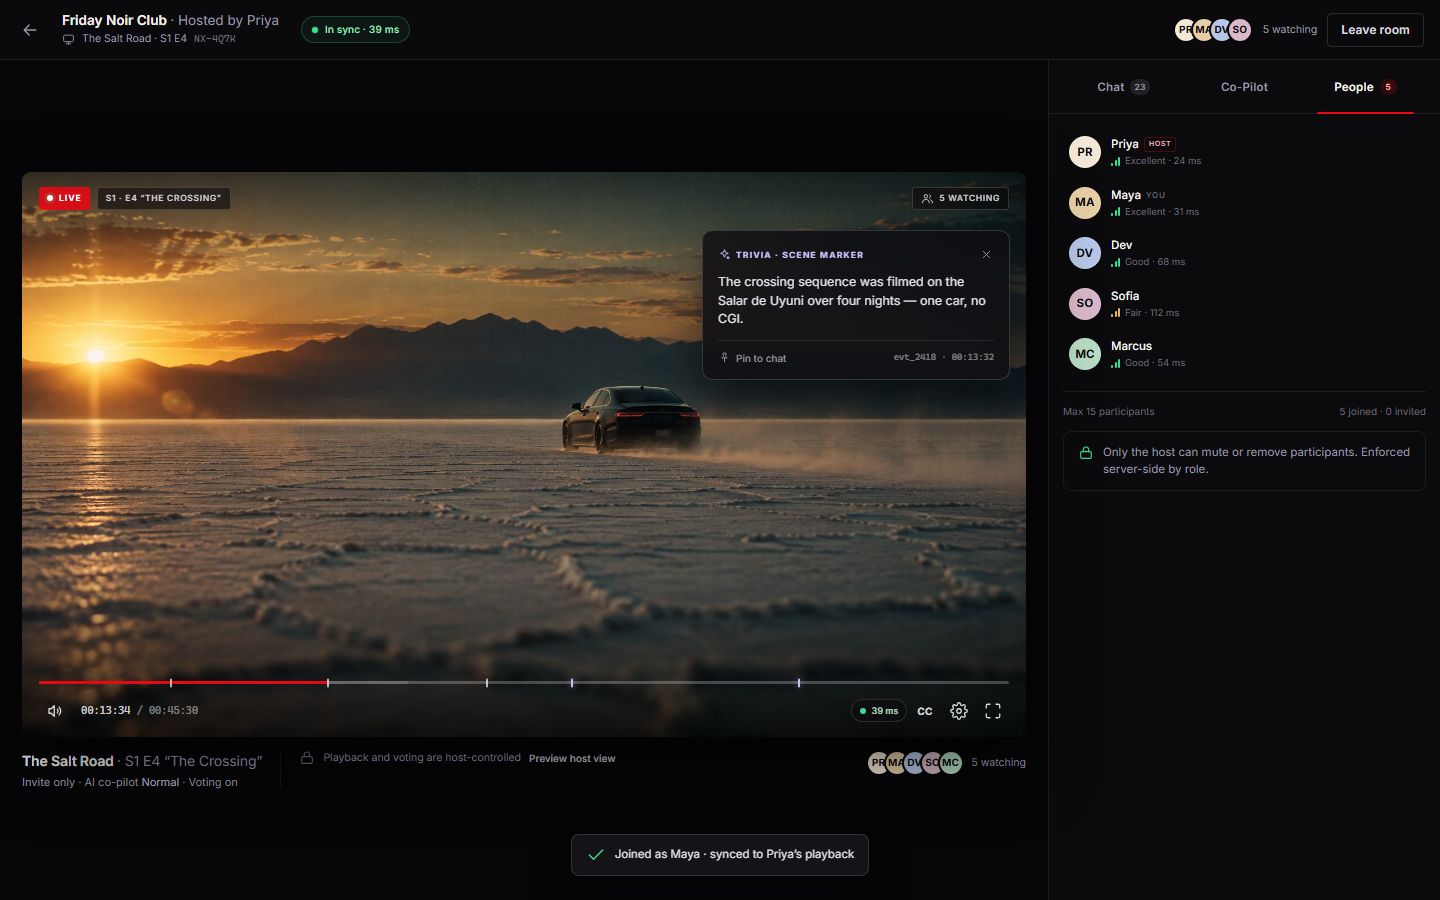 Friday Noir Club · Hosted by Priya
The Salt Road · S1 E4 NX-4Q7K
In sync · 39 ms
PR MA DV SO
5 watching
Leave room
LIVE
S1 · E4 “THE CROSSING”
5 WATCHING
TRIVIA · SCENE MARKER
The crossing sequence was filmed on the
Salar de Uyuni over four nights — one car, no
CGI.
Pin to chat
evt_2418 · 00:13:32
00:13:34 / 00:45:30
39 ms
CC
The Salt Road · S1 E4 “The Crossing”
Invite only · AI co-pilot Normal · Voting on
Playback and voting are host-controlled Preview host view
PR MA DV SO MC
5 watching
Joined as Maya · synced to Priya’s playback
Chat 23
Co-Pilot
People 5
PR
Priya HOST
Excellent · 24 ms
MA
Maya YOU
Excellent · 31 ms
DV
Dev
Good · 68 ms
SO
Sofia
Fair · 112 ms
MC
Marcus
Good · 54 ms
Max 15 participants
5 joined · 0 invited
Only the host can mute or remove participants. Enforced
server-side by role.